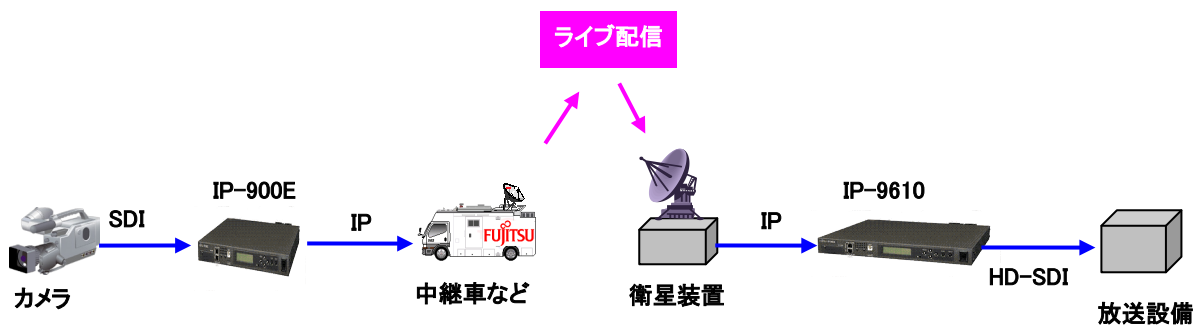 ライブ配信
IP-900E
IP-9610
SDI
IP
FUJITSU
IP
HD-SDI
カメラ
中継車など
衛星装置
放送設備